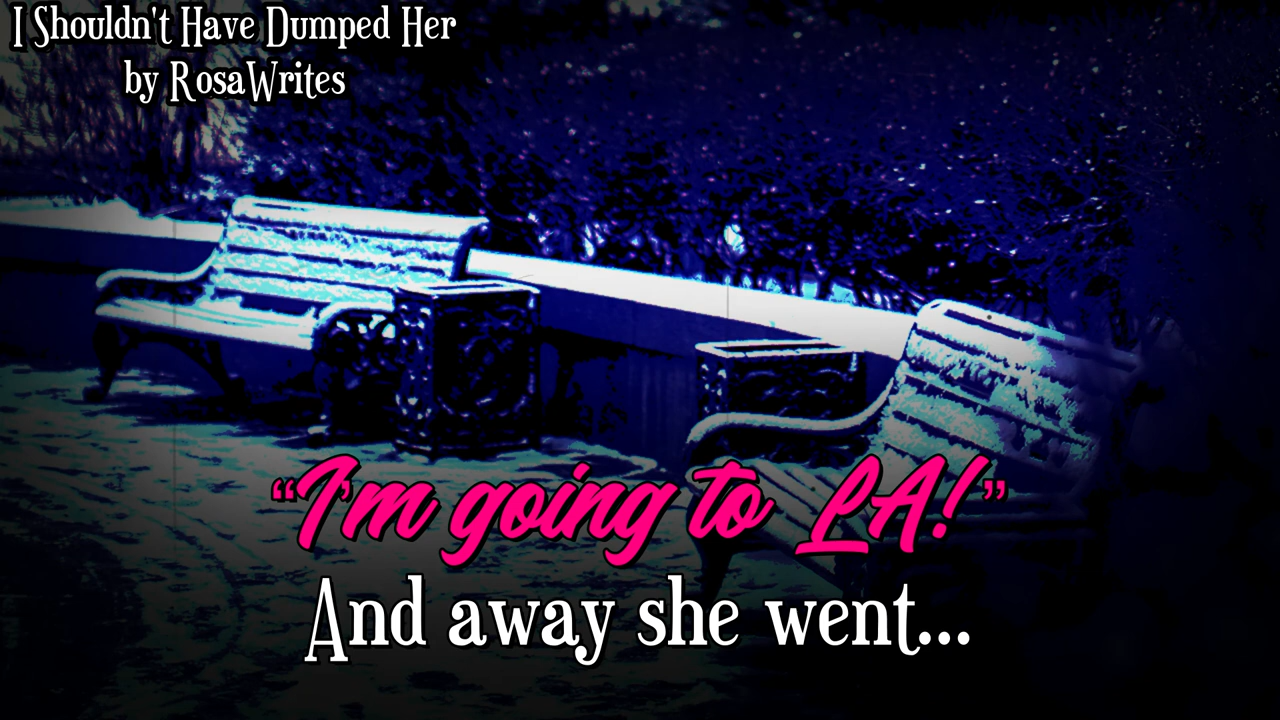 I Shouldn't Have Dumped Her
by RosaWrites
“I'm going to LA!”
And away she went...